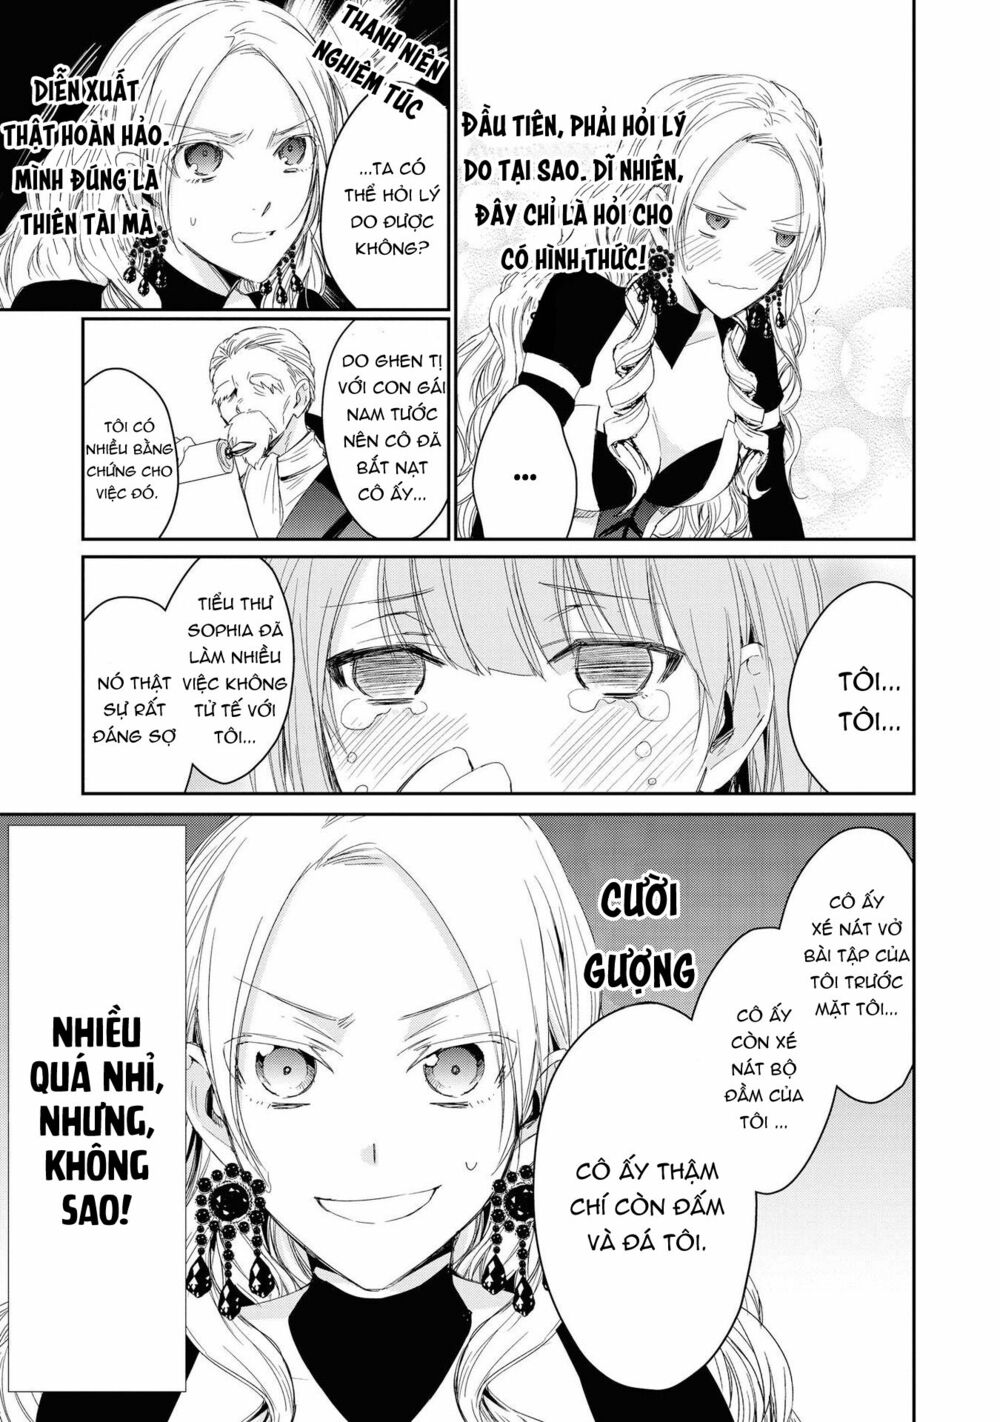 ĐẦU TIÊN, PHẢI HỎI LÝ
DO TẠI SAO. DĨ NHIÊN,
ĐÂY CHỈ LÀ HỎI CHO
CÓ HÌNH THỨC!
...
THANH NIÊN
NGHIÊM TÚC
...TA CÓ
THỂ HỎI LÝ
DO ĐƯỢC
KHÔNG?
DIỄN XUẤT
THẬT HOÀN HẢO.
MÌNH ĐÚNG LÀ
THIÊN TÀI MÀ
DO GHEN TỊ
VỚI CON GÁI
NAM TƯỚC
NÊN CÔ ĐÃ
BẮT NẠT
CÔ ẤY...
TÔI CÓ
NHIỀU BẰNG
CHỨNG CHO
VIỆC ĐÓ.
TÔI...
TÔI...
TIỂU THƯ
SOPHIA ĐÃ
LÀM NHIỀU
VIỆC KHÔNG
TỬ TẾ VỚI
TÔI...
NÓ THẬT
SỰ RẤT
ĐÁNG SỢ
CÔ ẤY
XÉ NÁT VỞ
BÀI TẬP CỦA
TÔI TRƯỚC
MẶT TÔI...
CÔ ẤY
CÒN XÉ
NÁT BỘ
ĐẦM CỦA
TÔI ...
CÔ ẤY THẬM
CHÍ CÒN ĐẤM
VÀ ĐÁ TÔI.
CƯỜI
GƯỢNG
NHIỀU
QUÁ NHỈ,
NHƯNG,
KHÔNG
SAO!